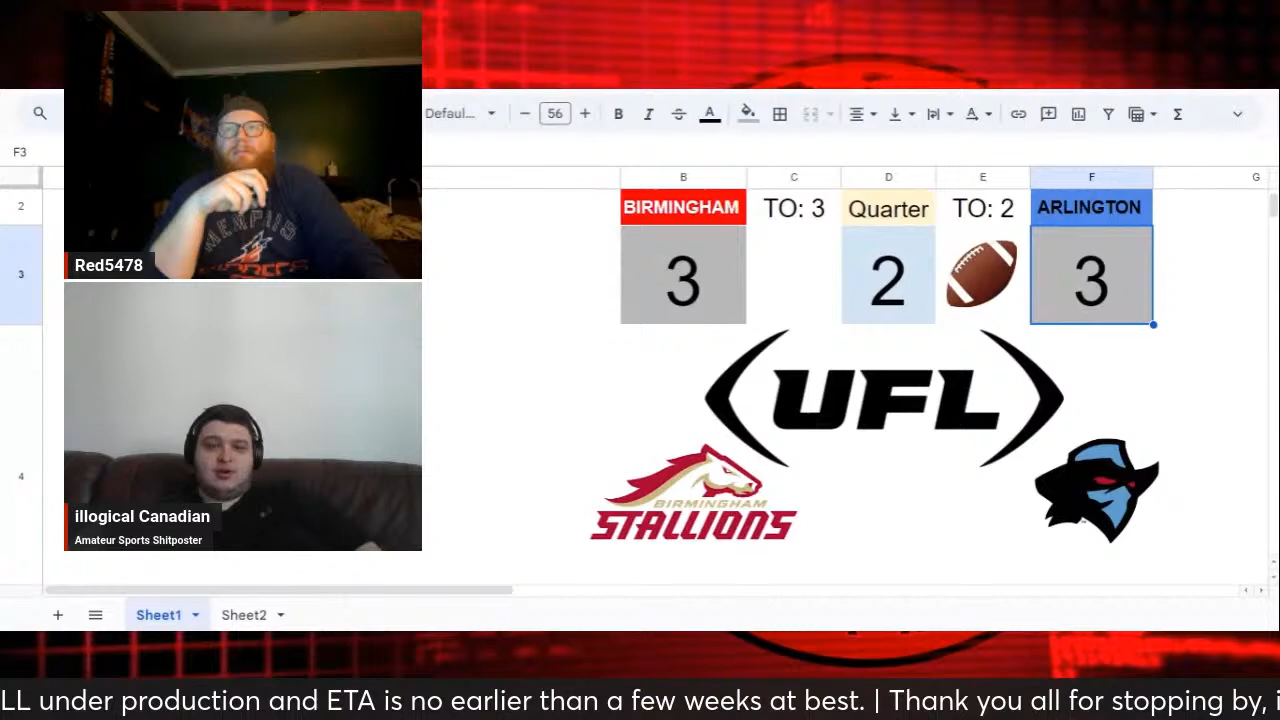 MEMPHIS
Red5478
illogical Canadian
Amateur Sports Shitposter
Defaul...
56
B
I
A
F3
B
C
D
E
F
G
2
BIRMINGHAM
TO: 3
Quarter
TO: 2
ARLINGTON
3
3
2
3
UFL
4
BIRMINGHAM
STALLIONS
Sheet1
Sheet2
LL under production and ETA is no earlier than a few weeks at best. | Thank you all for stopping by, i